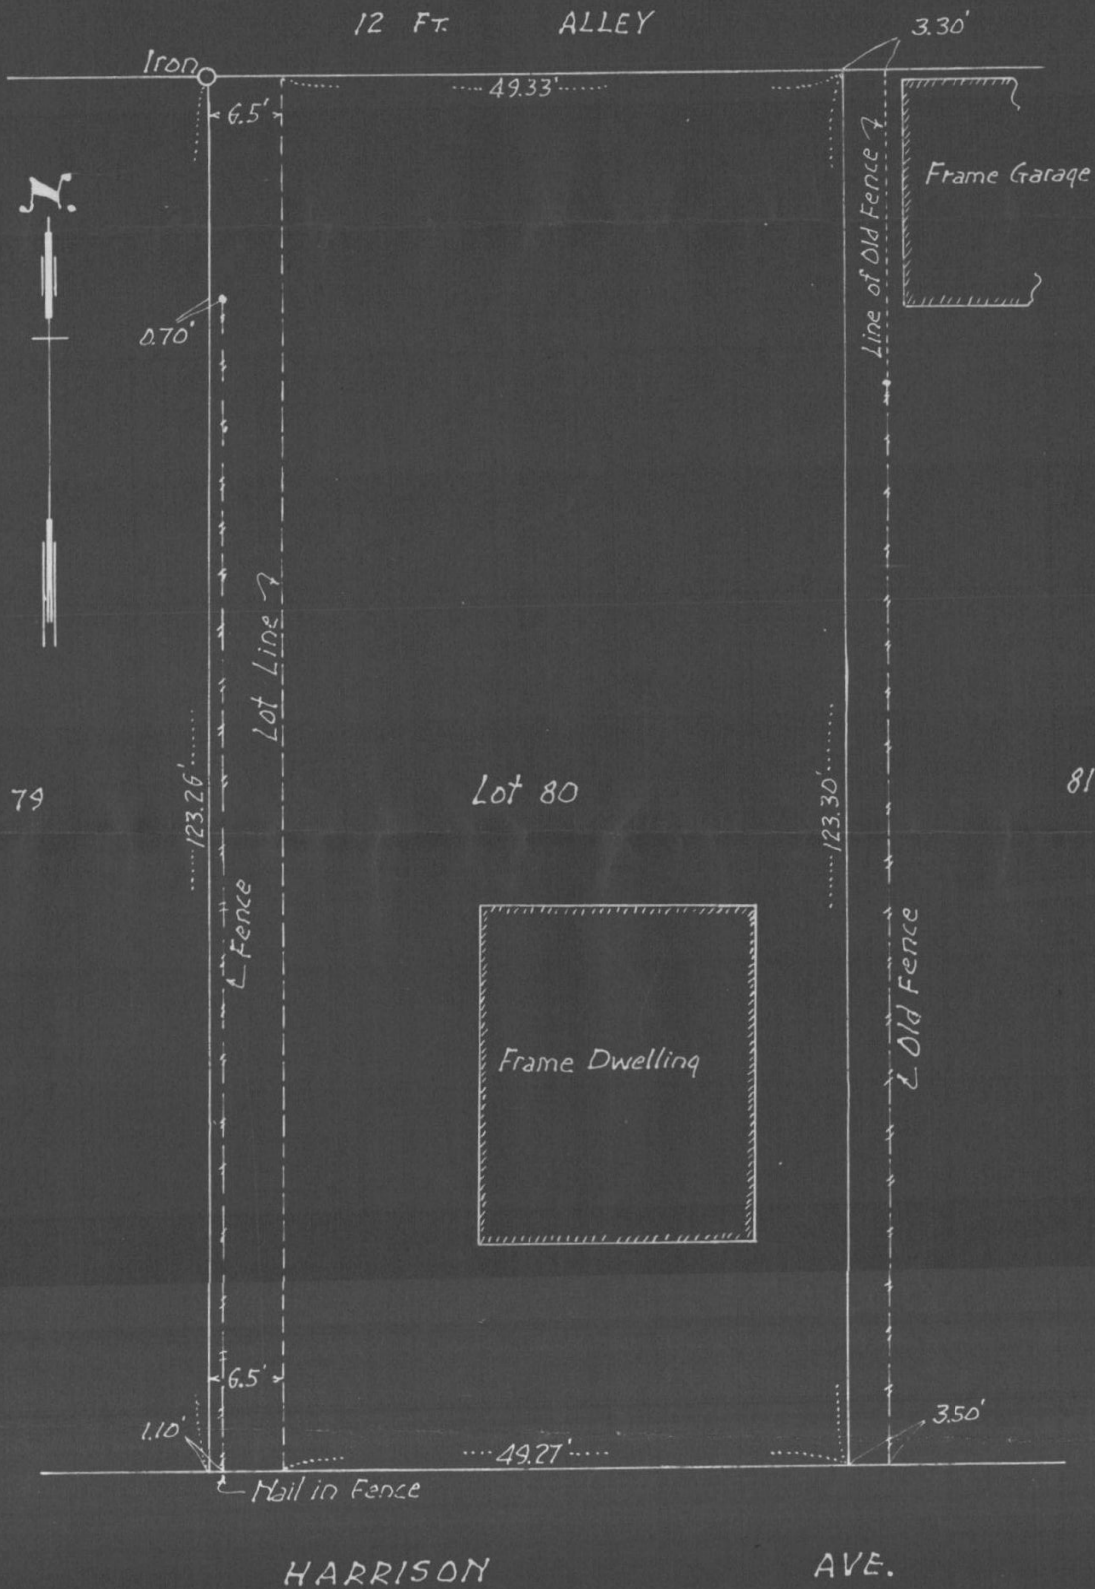 12 FT. ALLEY
3.30'
Iron
49.33'
6.5'
Line of Old Fence
Frame Garage
N.
0.70'
Lot Line
123.26'
79
Lot 80
123.30'
81
Fence
Old Fence
Frame Dwelling
6.5'
1.10'
49.27'
3.50'
Nail in Fence
HARRISON AVE.